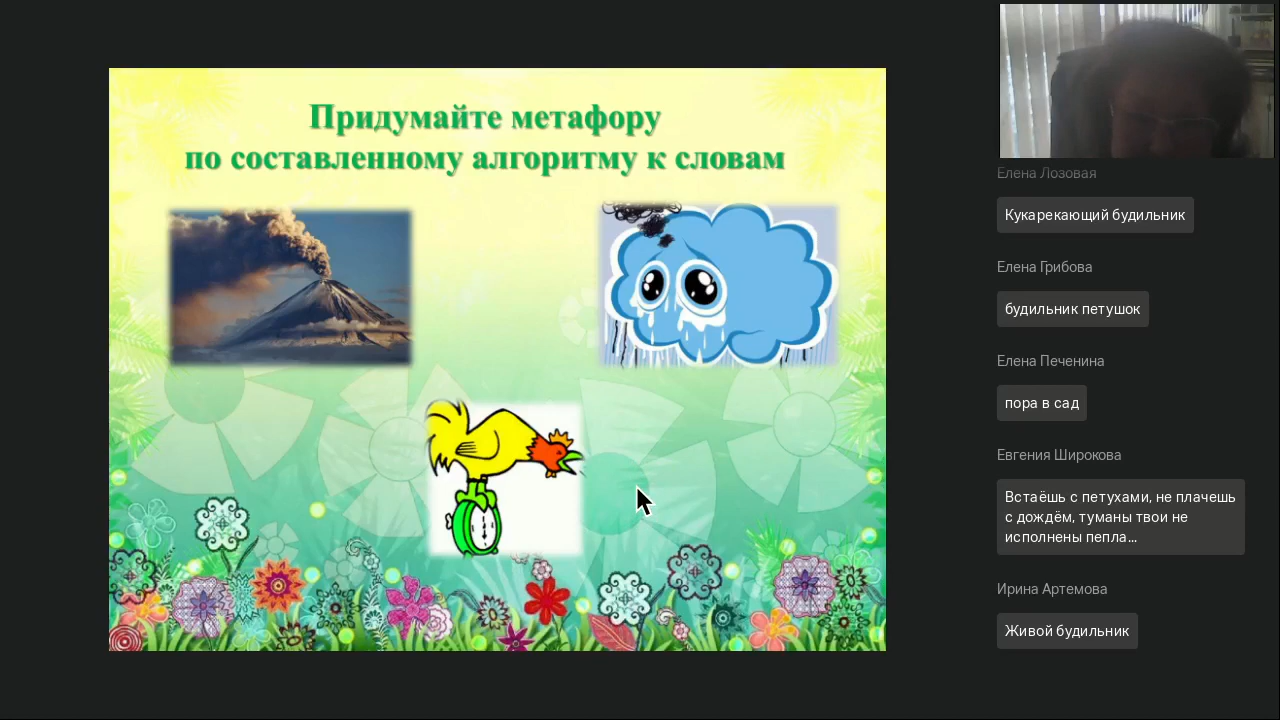 Придумайте метафору
по составленному алгоритму к словам
Елена Лозовая
Кукарекающий будильник
Елена Грибова
будильник петушок
Елена Печенина
пора в сад
Евгения Широкова
Встаёшь с петухами, не плачешь
с дождём, туманы твои не
исполнены пепла...
Ирина Артемова
Живой будильник